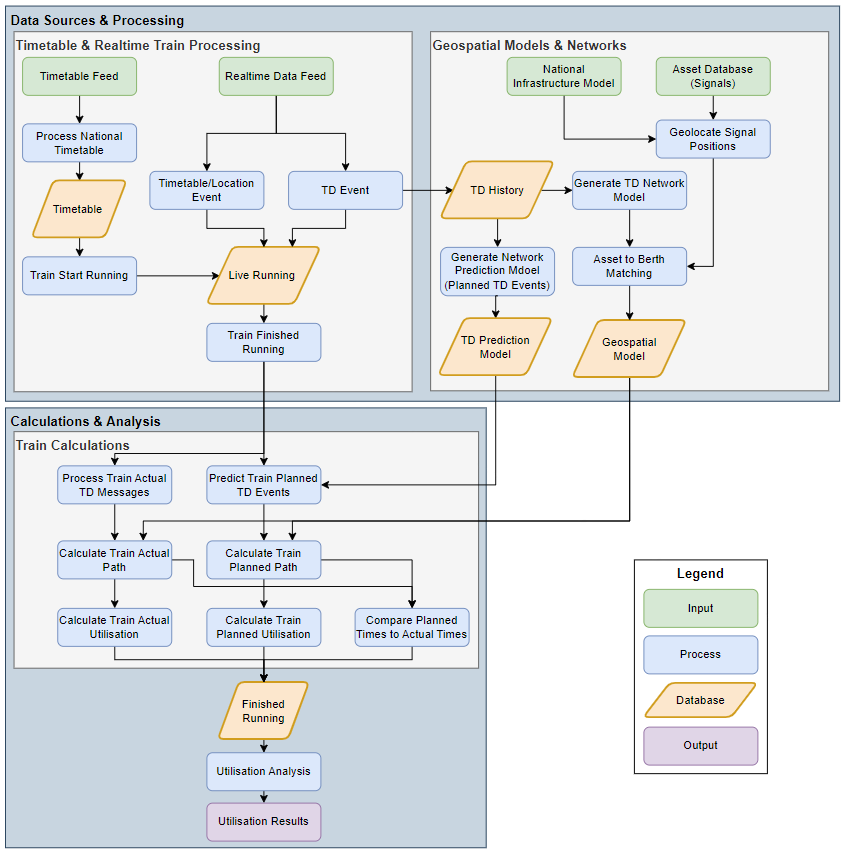 Data Sources & Processing
Timetable & Realtime Train Processing
Timetable Feed
Realtime Data Feed
Process National
Timetable
Timetable/Location
Event
TD Event
Timetable
Train Start Running
Live Running
Train Finished
Running
Geospatial Models & Networks
National
Infrastructure Model
Asset Database
(Signals)
Geolocate Signal
Positions
TD History
Generate TD Network
Model
Generate Network
Prediction Mdoel
(Planned TD Events)
Asset to Berth
Matching
TD Prediction
Model
Geospatial
Model
Calculations & Analysis
Train Calculations
Process Train Actual
TD Messages
Predict Train Planned
TD Events
Calculate Train Actual
Path
Calculate Train
Planned Path
Calculate Train Actual
Utilisation
Calculate Train
Planned Utilisation
Compare Planned
Times to Actual Times
Finished
Running
Utilisation Analysis
Utilisation Results
Legend
Input
Process
Database
Output